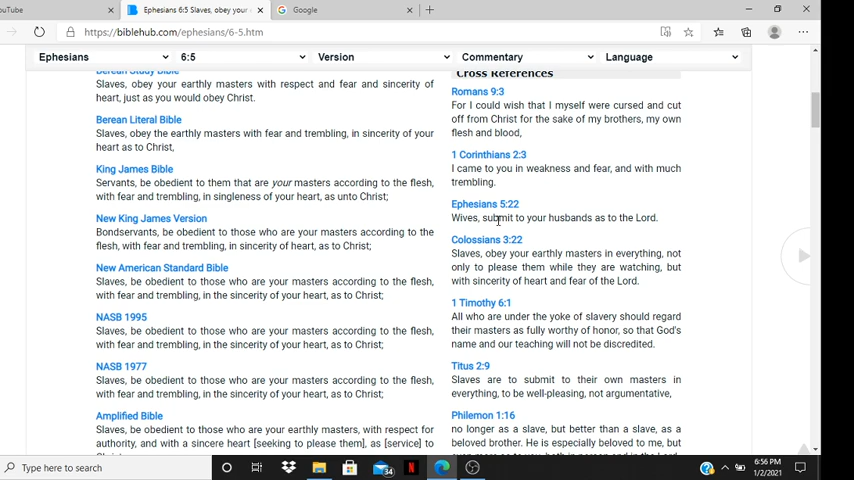 ouTube
Ephesians 6:5 Slaves, obey your
Google
https://biblehub.com/ephesians/6-5.htm
Ephesians
6:5
Version
Commentary
Language
Berean Study Bible
Slaves, obey your earthly masters with respect and fear and sincerity of
heart, just as you would obey Christ.
Berean Literal Bible
Slaves, obey the earthly masters with fear and trembling, in sincerity of your
heart as to Christ,
King James Bible
Servants, be obedient to them that are your masters according to the flesh,
with fear and trembling, in singleness of your heart, as unto Christ;
New King James Version
Bondservants, be obedient to those who are your masters according to the
flesh, with fear and trembling, in sincerity of heart, as to Christ;
New American Standard Bible
Slaves, be obedient to those who are your masters according to the flesh,
with fear and trembling, in the sincerity of your heart, as to Christ;
NASB 1995
Slaves, be obedient to those who are your masters according to the flesh,
with fear and trembling, in the sincerity of your heart, as to Christ;
NASB 1977
Slaves, be obedient to those who are your masters according to the flesh,
with fear and trembling, in the sincerity of your heart, as to Christ;
Amplified Bible
Slaves, be obedient to those who are your earthly masters, with respect for
authority, and with a sincere heart [seeking to please them], as [service] to
Cross References
Romans 9:3
For I could wish that I myself were cursed and cut
off from Christ for the sake of my brothers, my own
flesh and blood,
1 Corinthians 2:3
I came to you in weakness and fear, and with much
trembling.
Ephesians 5:22
Wives, submit to your husbands as to the Lord.
Colossians 3:22
Slaves, obey your earthly masters in everything, not
only to please them while they are watching, but
with sincerity of heart and fear of the Lord.
1 Timothy 6:1
All who are under the yoke of slavery should regard
their masters as fully worthy of honor, so that God's
name and our teaching will not be discredited.
Titus 2:9
Slaves are to submit to their own masters in
everything, to be well-pleasing, not argumentative,
Philemon 1:16
no longer as a slave, but better than a slave, as a
beloved brother. He is especially beloved to me, but
Type here to search
34
N
6:56 PM
1/2/2021